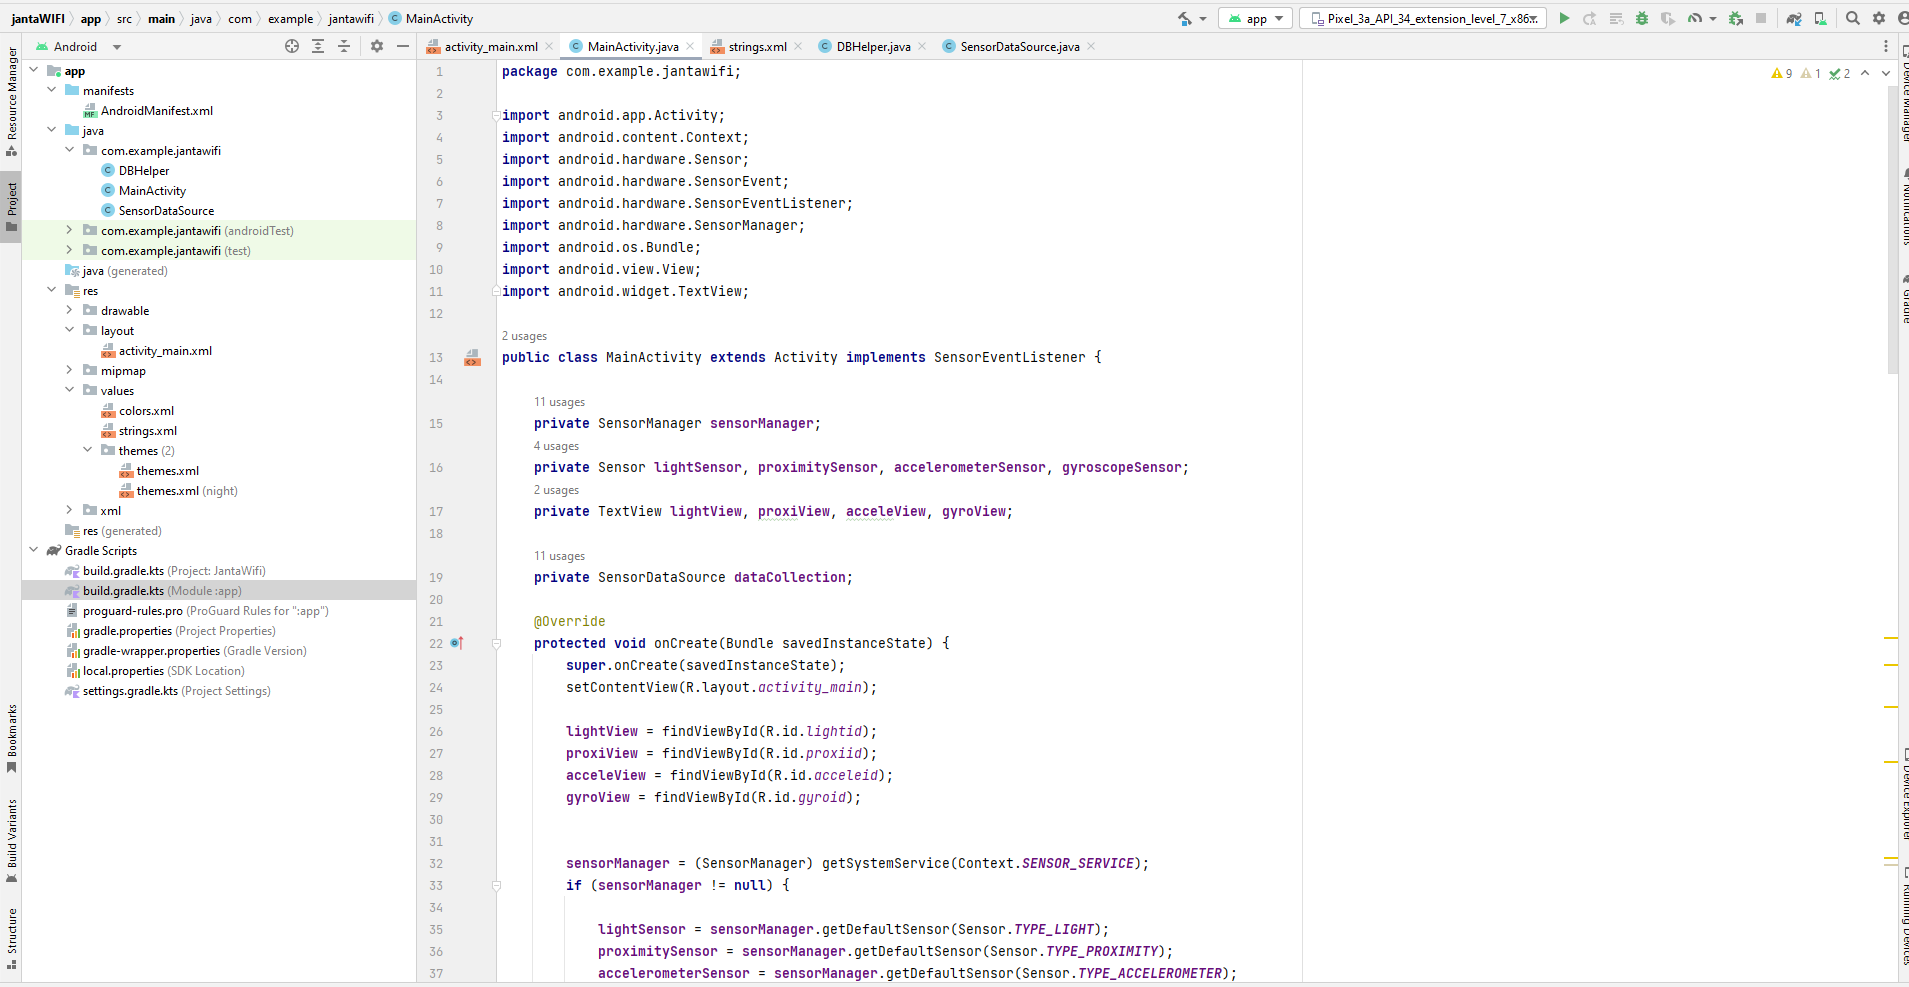 jantaWIFI app src main java com example jantawifi MainActivity
app Pixel_3a_API_34_extension_level_7_x86
Android
activity_main.xml MainActivity.java strings.xml DBHelper.java SensorDataSource.java
Resource Manager
Project
Bookmarks
Build Variants
Structure
app
manifests
AndroidManifest.xml
java
com.example.jantawifi
DBHelper
MainActivity
SensorDataSource
com.example.jantawifi (androidTest)
com.example.jantawifi (test)
java (generated)
res
drawable
layout
activity_main.xml
mipmap
values
colors.xml
strings.xml
themes (2)
themes.xml
themes.xml (night)
xml
res (generated)
Gradle Scripts
build.gradle.kts (Project: JantaWifi)
build.gradle.kts (Module :app)
proguard-rules.pro (ProGuard Rules for ":app")
gradle.properties (Project Properties)
gradle-wrapper.properties (Gradle Version)
local.properties (SDK Location)
settings.gradle.kts (Project Settings)
9 1 2
1 package com.example.jantawifi;
2
3 import android.app.Activity;
4 import android.content.Context;
5 import android.hardware.Sensor;
6 import android.hardware.SensorEvent;
7 import android.hardware.SensorEventListener;
8 import android.hardware.SensorManager;
9 import android.os.Bundle;
10 import android.view.View;
11 import android.widget.TextView;
12
2 usages
13 public class MainActivity extends Activity implements SensorEventListener {
14
11 usages
15 private SensorManager sensorManager;
4 usages
16 private Sensor lightSensor, proximitySensor, accelerometerSensor, gyroscopeSensor;
2 usages
17 private TextView lightView, proxiView, acceleView, gyroView;
18
11 usages
19 private SensorDataSource dataCollection;
20
21 @Override
22 protected void onCreate(Bundle savedInstanceState) {
23 super.onCreate(savedInstanceState);
24 setContentView(R.layout.activity_main);
25
26 lightView = findViewById(R.id.lightid);
27 proxiView = findViewById(R.id.proxiid);
28 acceleView = findViewById(R.id.acceleid);
29 gyroView = findViewById(R.id.gyroid);
30
31
32 sensorManager = (SensorManager) getSystemService(Context.SENSOR_SERVICE);
33 if (sensorManager != null) {
34
35 lightSensor = sensorManager.getDefaultSensor(Sensor.TYPE_LIGHT);
36 proximitySensor = sensorManager.getDefaultSensor(Sensor.TYPE_PROXIMITY);
37 accelerometerSensor = sensorManager.getDefaultSensor(Sensor.TYPE_ACCELEROMETER);